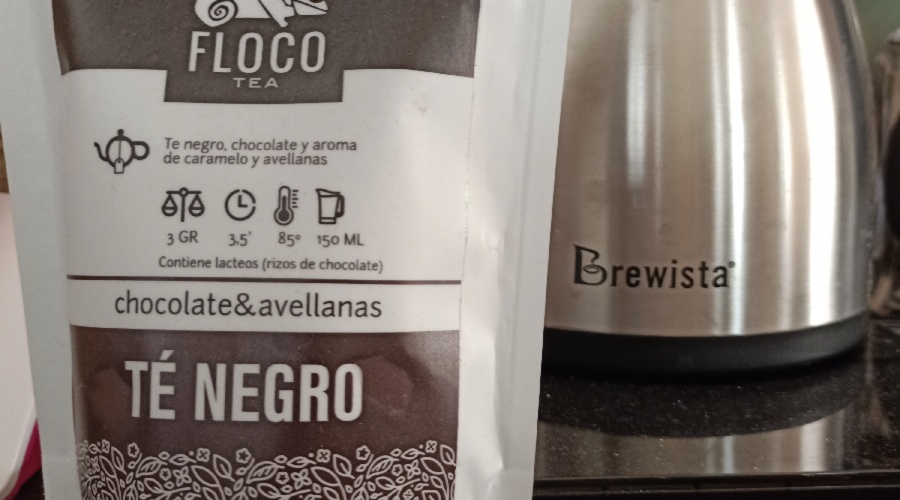 FLOCO
TEA
Te negro, chocolate y aroma
de caramelo y avellanas
3 GR
3.5'
85°
150 ML
Contiene lacteos (rizos de chocolate)
chocolate&avellanas
TÉ NEGRO
Brewista®